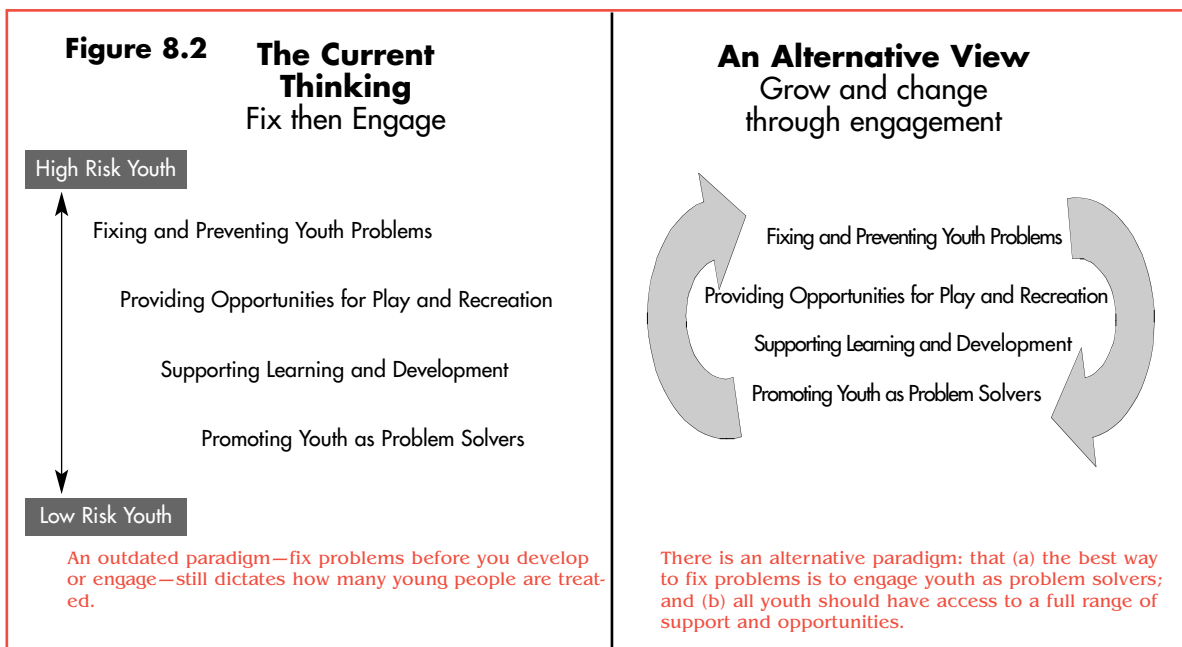 Figure 8.2
The Current
Thinking
Fix then Engage
High Risk Youth
Fixing and Preventing Youth Problems
Providing Opportunities for Play and Recreation
Supporting Learning and Development
Promoting Youth as Problem Solvers
Low Risk Youth
An outdated paradigm—fix problems before you develop
or engage—still dictates how many young people are treat-
ed.
An Alternative View
Grow and change
through engagement
Fixing and Preventing Youth Problems
Providing Opportunities for Play and Recreation
Supporting Learning and Development
Promoting Youth as Problem Solvers
There is an alternative paradigm: that (a) the best way
to fix problems is to engage youth as problem solvers;
and (b) all youth should have access to a full range of
support and opportunities.